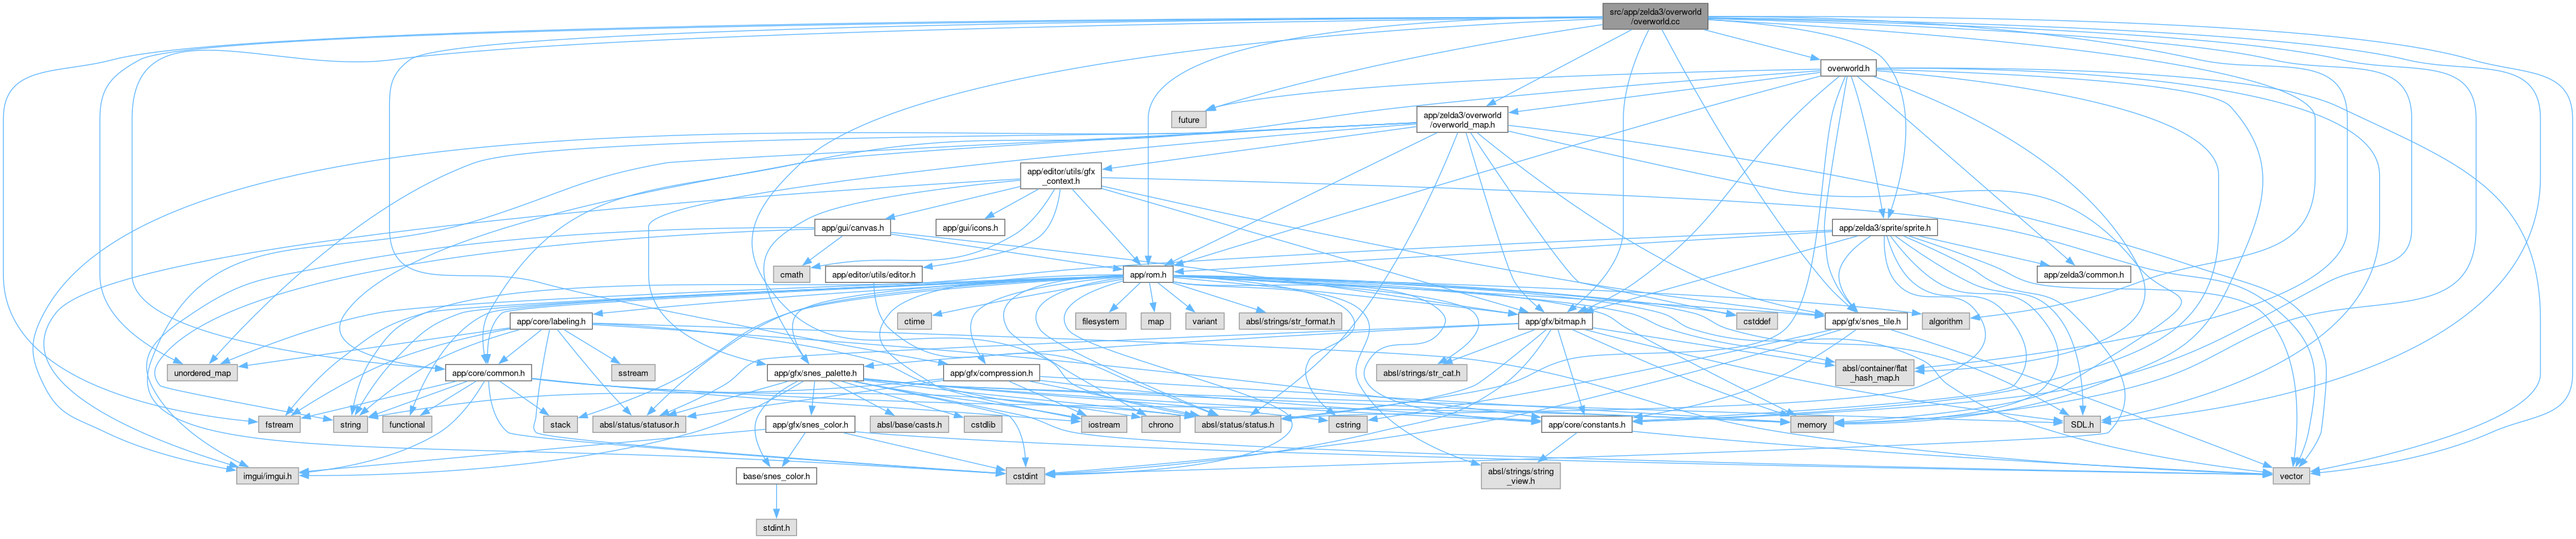 src/app/zelda3/overworld
/overworld.cc
overworld.h
future
app/zelda3/overworld
/overworld_map.h
app/editor/utils/gfx
_context.h
app/gui/canvas.h
app/gui/icons.h
app/zelda3/sprite/sprite.h
cmath
app/editor/utils/editor.h
app/rom.h
app/zelda3/common.h
app/core/labeling.h
ctime
filesystem
map
variant
absl/strings/str_format.h
app/gfx/bitmap.h
cstddef
app/gfx/snes_tile.h
algorithm
unordered_map
app/core/common.h
sstream
app/gfx/snes_palette.h
app/gfx/compression.h
absl/strings/str_cat.h
absl/container/flat
_hash_map.h
fstream
string
functional
stack
absl/status/statusor.h
app/gfx/snes_color.h
absl/base/casts.h
cstdlib
iostream
chrono
absl/status/status.h
cstring
app/core/constants.h
memory
SDL.h
imgui/imgui.h
base/snes_color.h
cstdint
absl/strings/string
_view.h
vector
stdint.h